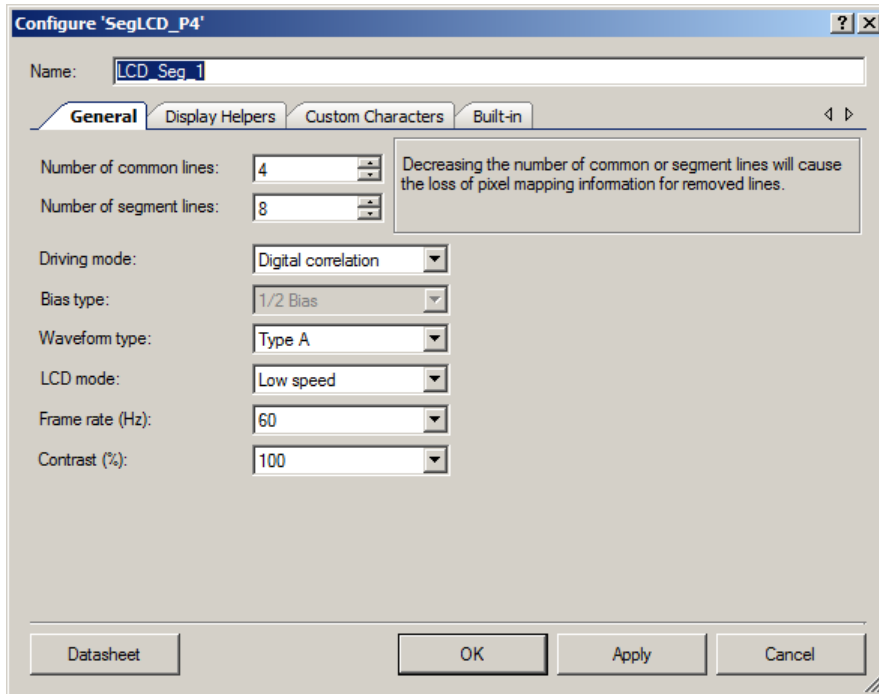 Configure 'SegLCD_P4'
Name: LCD_Seg_1
General Display Helpers Custom Characters Built-in
Number of common lines: 4
Number of segment lines: 8
Decreasing the number of common or segment lines will cause
the loss of pixel mapping information for removed lines.
Driving mode: Digital correlation
Bias type: 1/2 Bias
Waveform type: Type A
LCD mode: Low speed
Frame rate (Hz): 60
Contrast (%): 100
Datasheet OK Apply Cancel